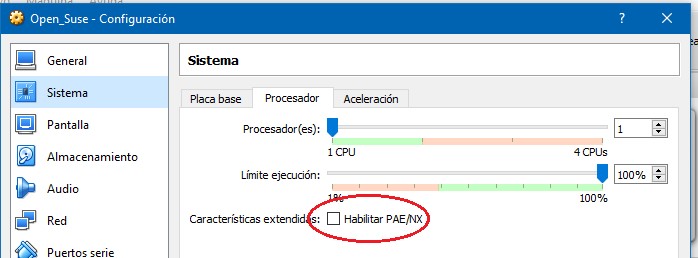 Open_Suse - Configuración
?
General
Sistema
Pantalla
Almacenamiento
Audio
Red
Puertos serie
Sistema
Placa base Procesador Aceleración
Procesador(es): 1
1 CPU 4 CPUs
Límite ejecución: 100%
1% 100%
Características extendidas: Habilitar PAE/NX